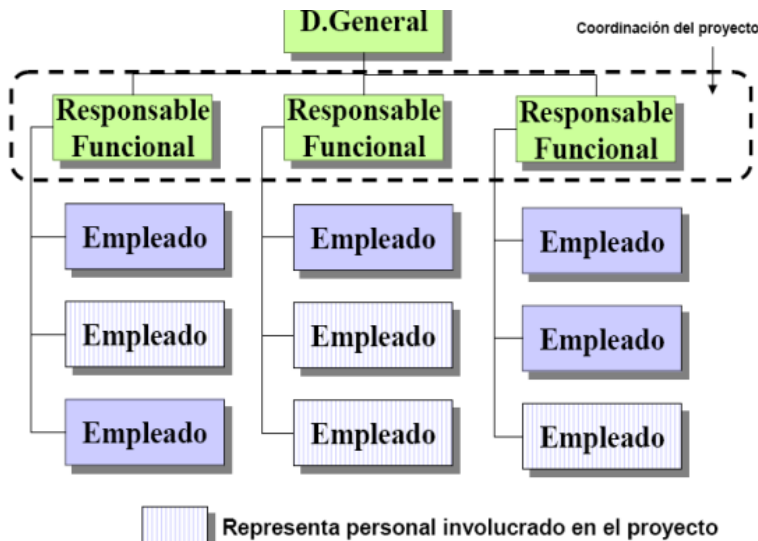 D.General
Coordinación del proyecto
Responsable
Funcional
Responsable
Funcional
Responsable
Funcional
Empleado
Empleado
Empleado
Empleado
Empleado
Empleado
Empleado
Empleado
Empleado
Representa personal involucrado en el proyecto